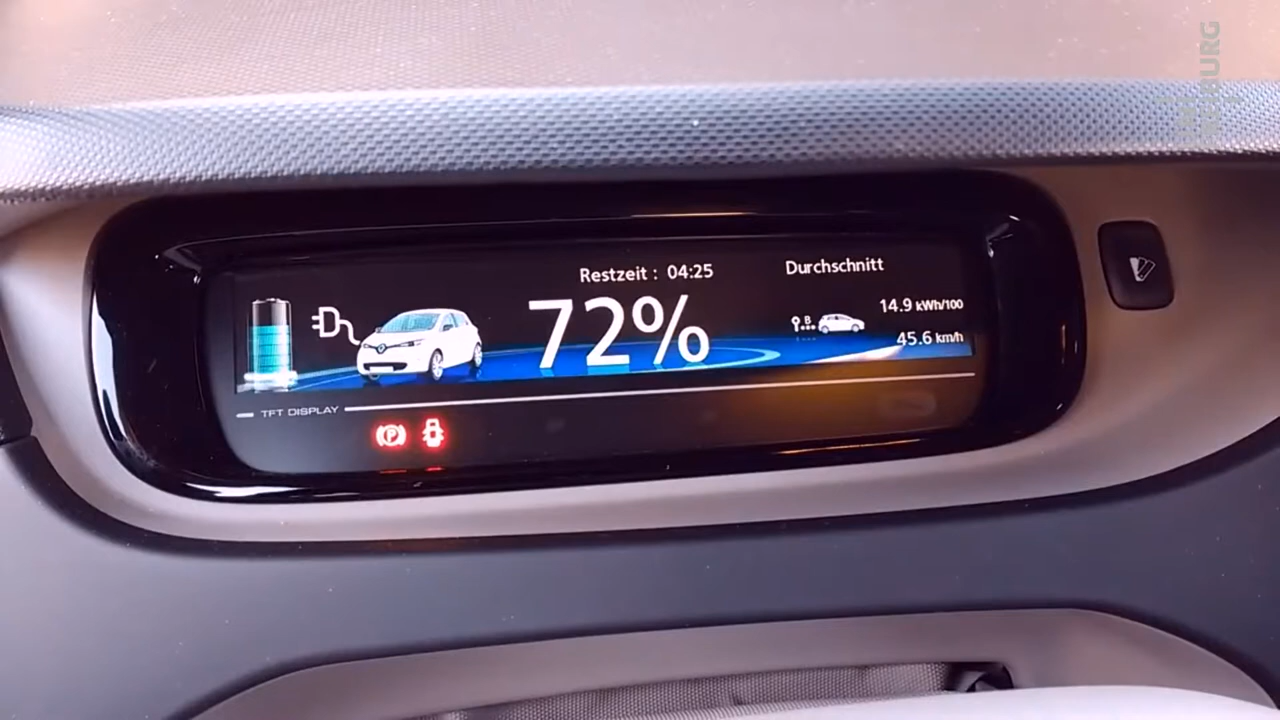 Restzeit : 04:25
72%
Durchschnitt
B
14.9 kWh/100
45.6 km/h
TFT DISPLAY
P